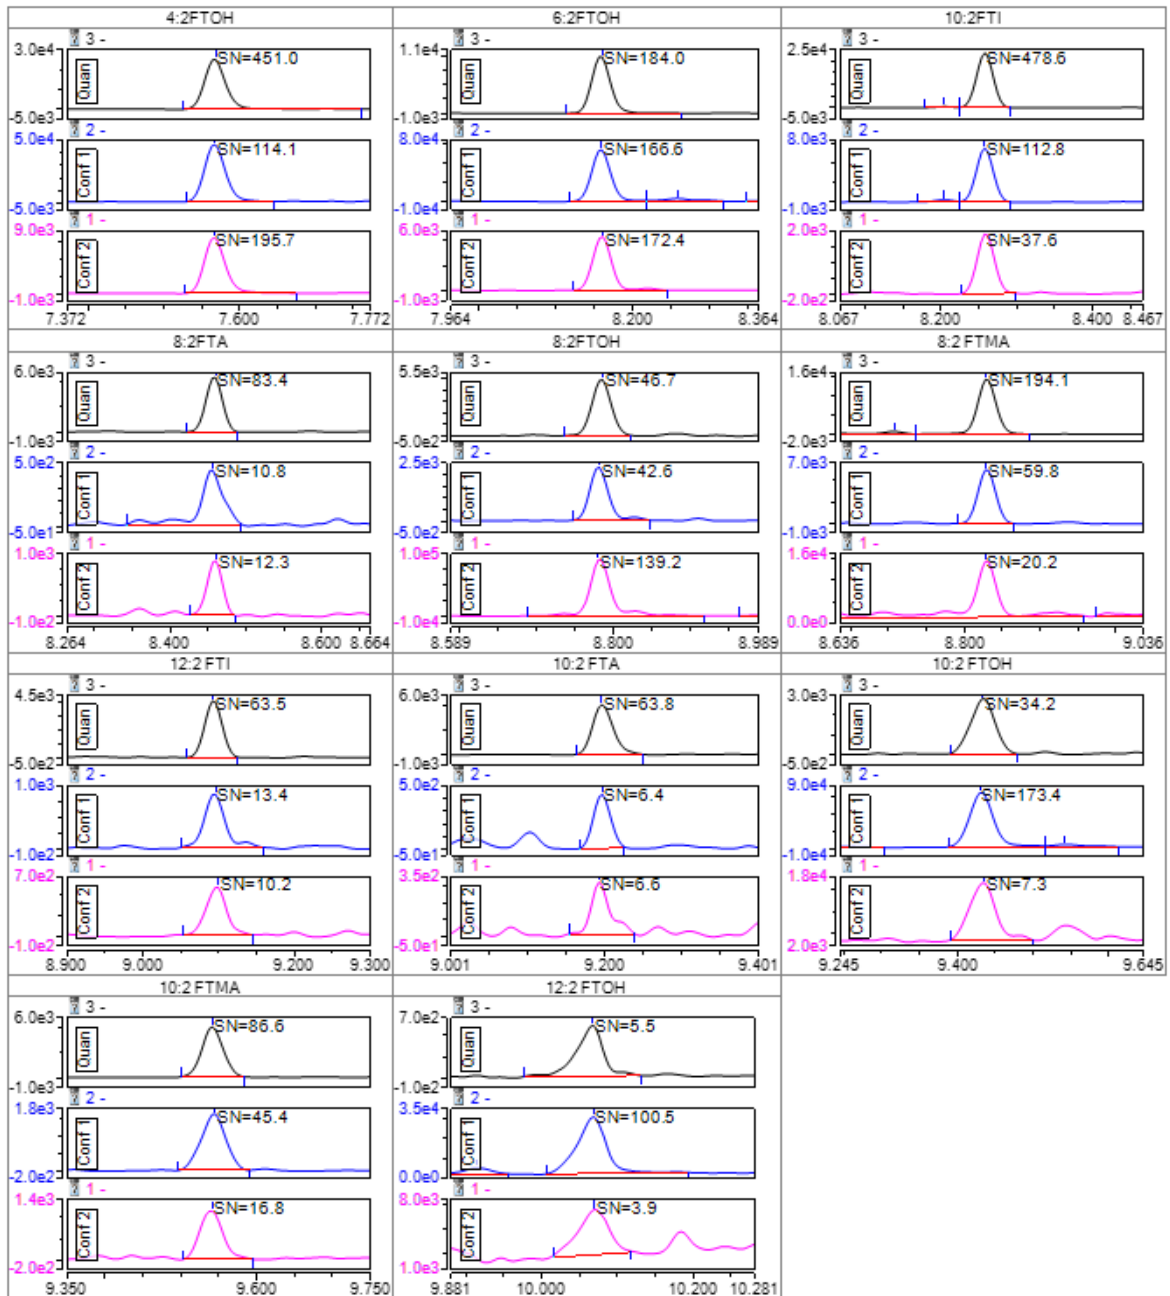 4:2FTOH
3 -
3.0e4
SN=451.0
Quan
-5.0e3
2 -
5.0e4
SN=114.1
Conf 1
-5.0e3
1 -
9.0e3
SN=195.7
Conf 2
-1.0e3
7.372 7.600 7.772
6:2FTOH
3 -
1.1e4
SN=184.0
Quan
-1.0e3
2 -
8.0e4
SN=166.6
Conf 1
-1.0e4
1 -
6.0e3
SN=172.4
Conf 2
-1.0e3
7.964 8.200 8.364
10:2FTI
3 -
2.5e4
SN=478.6
Quan
-5.0e3
2 -
8.0e3
SN=112.8
Conf 1
-1.0e3
1 -
2.0e3
SN=37.6
Conf 2
-2.0e2
8.067 8.200 8.400 8.467
8:2FTA
3 -
6.0e3
SN=83.4
Quan
-1.0e3
2 -
5.0e2
SN=10.8
Conf 1
-5.0e1
1 -
1.0e3
SN=12.3
Conf 2
-1.0e2
8.264 8.400 8.600 8.664
8:2FTOH
3 -
5.5e3
SN=46.7
Quan
-5.0e2
2 -
2.5e3
SN=42.6
Conf 1
-5.0e2
1 -
1.0e5
SN=139.2
Conf 2
-1.0e4
8.589 8.800 8.989
8:2 FTMA
3 -
1.6e4
SN=194.1
Quan
-2.0e3
2 -
7.0e3
SN=59.8
Conf 1
-1.0e3
1 -
1.6e4
SN=20.2
Conf 2
0.0e0
8.636 8.800 9.036
12:2 FTI
3 -
4.5e3
SN=63.5
Quan
-5.0e2
2 -
1.0e3
SN=13.4
Conf 1
-1.0e2
1 -
7.0e2
SN=10.2
Conf 2
-1.0e2
8.900 9.000 9.200 9.300
10:2 FTA
3 -
6.0e3
SN=63.8
Quan
-1.0e3
2 -
5.0e2
SN=6.4
Conf 1
-5.0e1
1 -
3.5e2
SN=6.6
Conf 2
-5.0e1
9.001 9.200 9.401
10:2 FTOH
3 -
3.0e3
SN=34.2
Quan
-5.0e2
2 -
9.0e4
SN=173.4
Conf 1
-1.0e4
1 -
1.8e4
SN=7.3
Conf 2
2.0e3
9.245 9.400 9.645
10:2 FTMA
3 -
6.0e3
SN=86.6
Quan
-1.0e3
2 -
1.8e3
SN=45.4
Conf 1
-2.0e2
1 -
1.4e3
SN=16.8
Conf 2
-2.0e2
9.350 9.600 9.750
12:2 FTOH
3 -
7.0e2
SN=5.5
Quan
-1.0e2
2 -
3.5e4
SN=100.5
Conf 1
0.0e0
1 -
8.0e3
SN=3.9
Conf 2
1.0e3
9.881 10.000 10.200 10.281